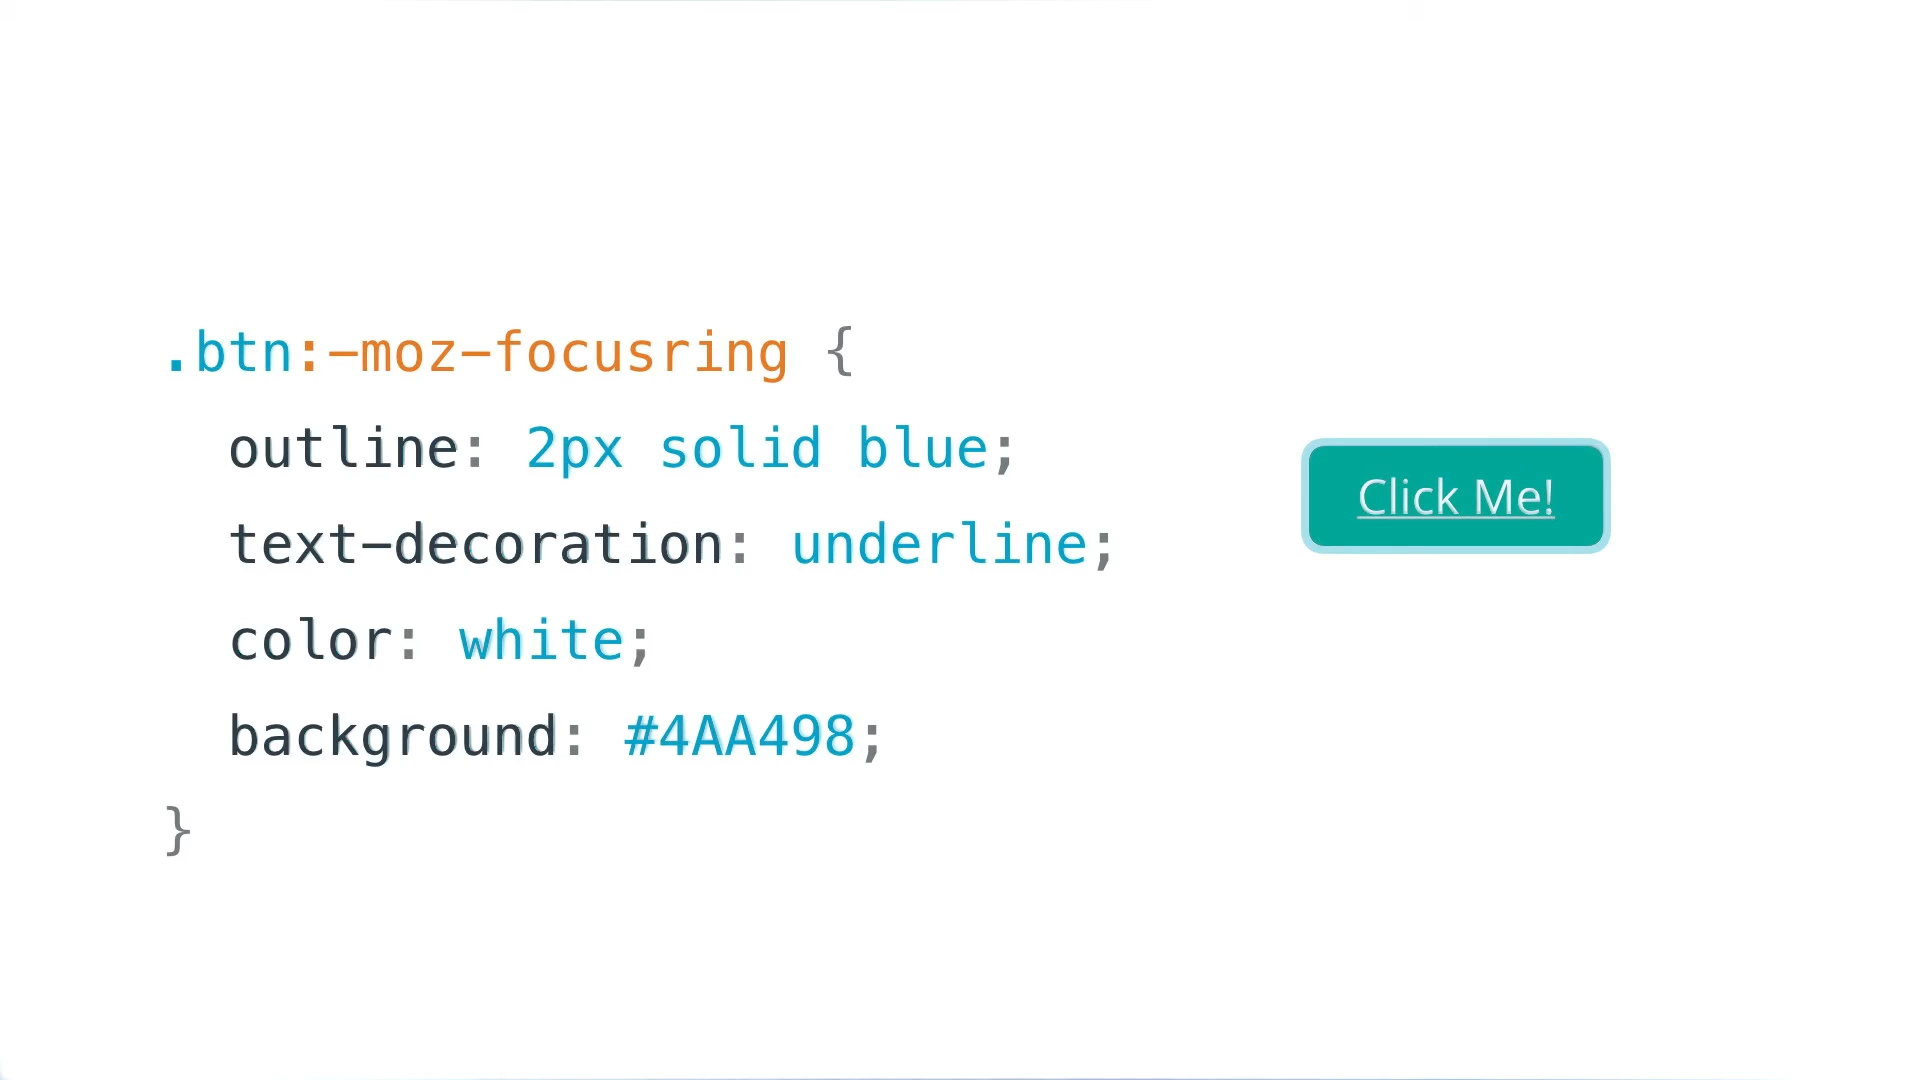 .btn:-moz-focusring {
outline: 2px solid blue;
text-decoration: underline;
color: white;
background: #4AA498;
}
Click Me!